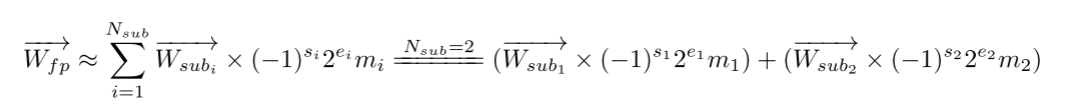 $\overrightarrow{W_{fp}} \approx \sum_{i=1}^{N_{sub}} \overrightarrow{W_{sub_i}} \times (-1)^{s_i} 2^{e_i} m_i \xlongequal{N_{sub}=2} (\overrightarrow{W_{sub_1}} \times (-1)^{s_1} 2^{e_1} m_1) + (\overrightarrow{W_{sub_2}} \times (-1)^{s_2} 2^{e_2} m_2)$